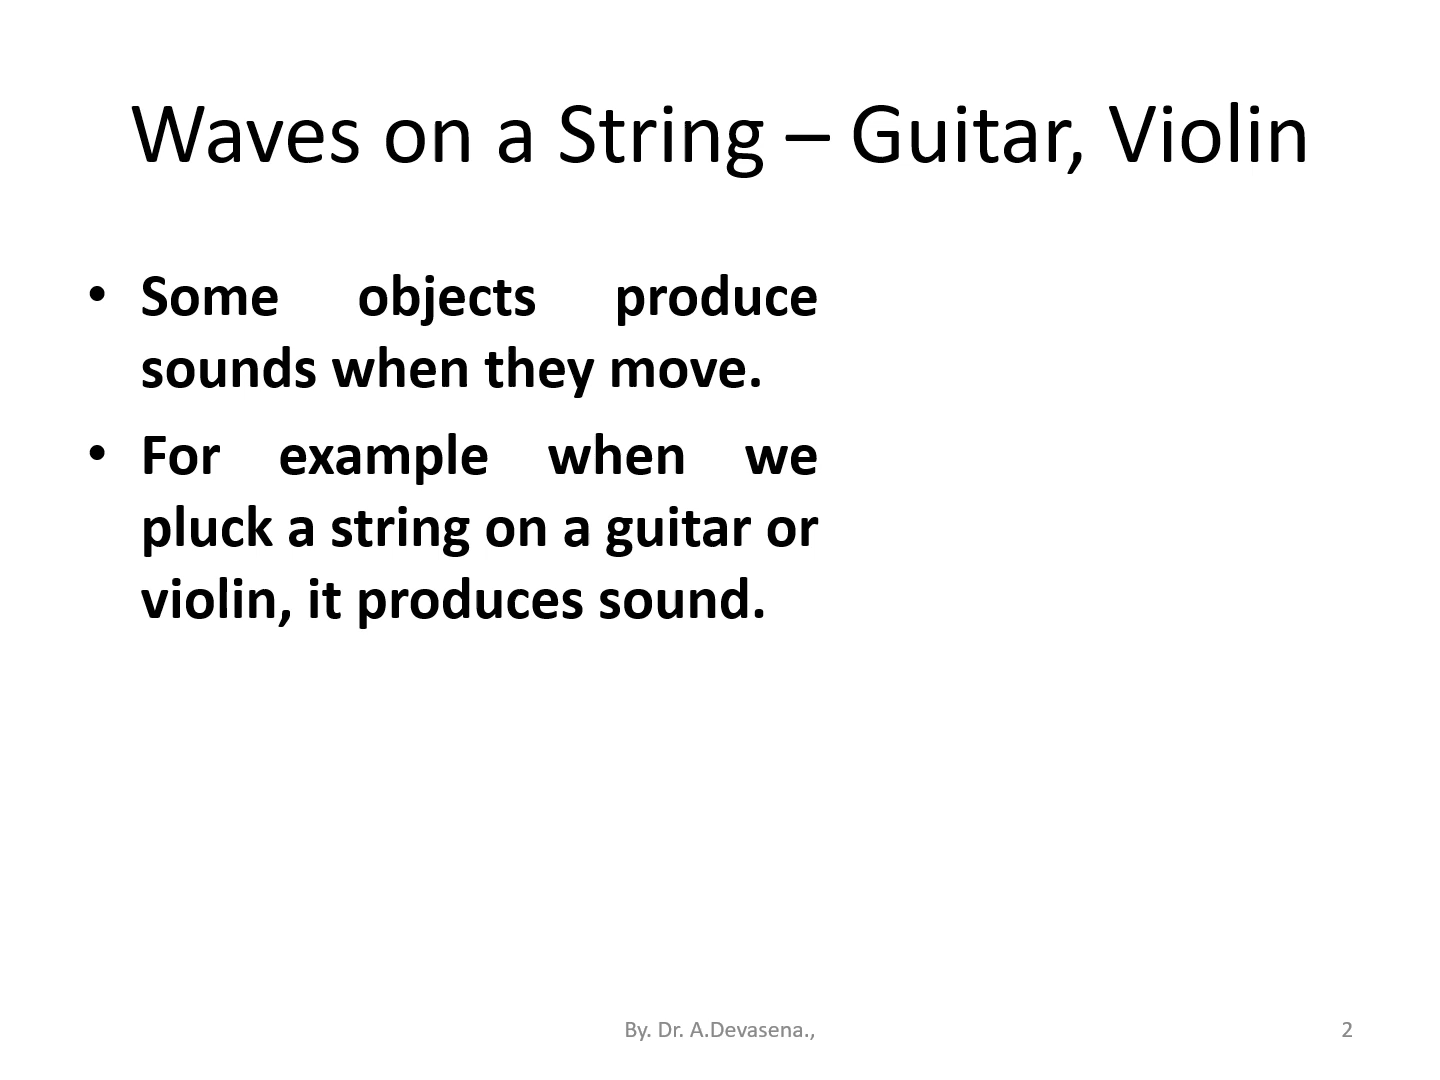 Waves on a String – Guitar, Violin
• Some objects produce
sounds when they move.
• For example when we
pluck a string on a guitar or
violin, it produces sound.
By. Dr. A.Devasena.,
2